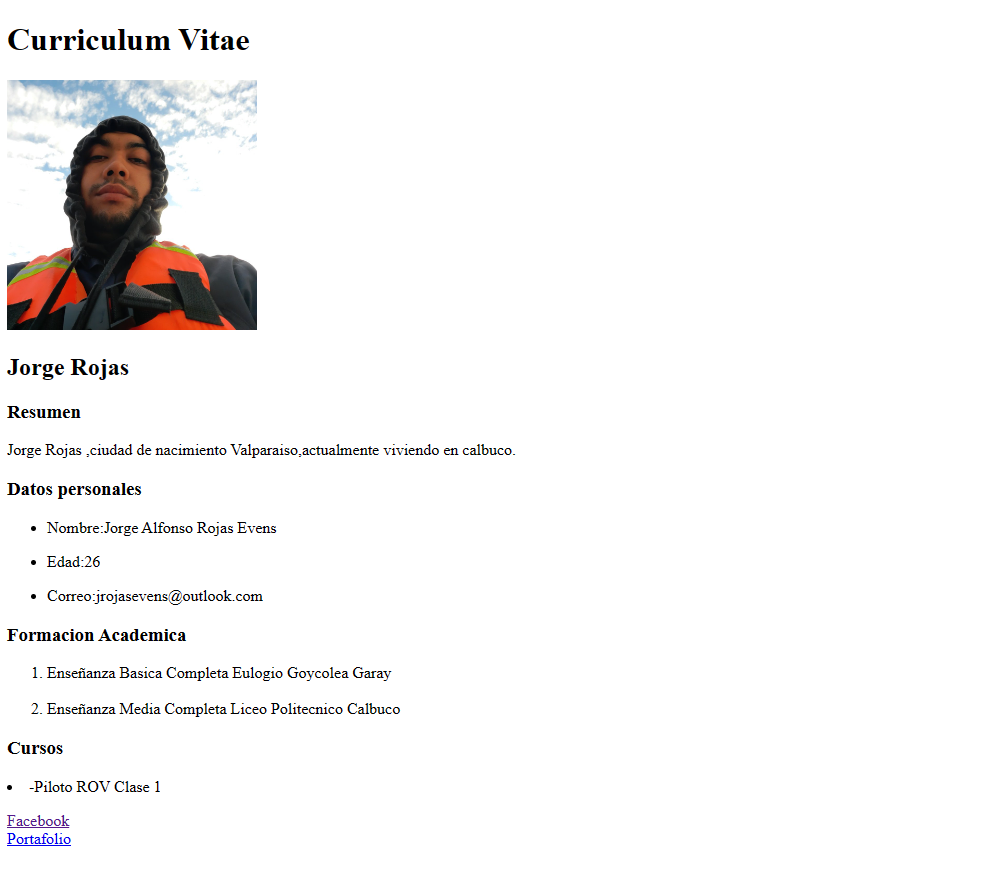 Curriculum Vitae
Jorge Rojas
Resumen
Jorge Rojas ,ciudad de nacimiento Valparaiso,actualmente viviendo en calbuco.
Datos personales
• Nombre:Jorge Alfonso Rojas Evens
• Edad:26
• Correo:jrojasevens@outlook.com
Formacion Academica
1. Enseñanza Basica Completa Eulogio Goycolea Garay
2. Enseñanza Media Completa Liceo Politecnico Calbuco
Cursos
• -Piloto ROV Clase 1
Facebook
Portafolio